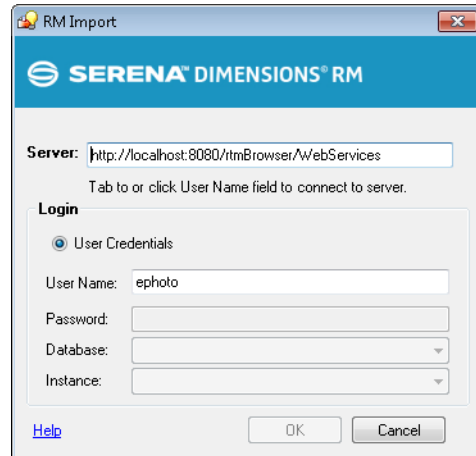 RM Import
SERENA™ DIMENSIONS® RM
Server: http://localhost:8080/rtmBrowser/WebServices
Tab to or click User Name field to connect to server.
Login
User Credentials
User Name: ephoto
Password:
Database:
Instance:
Help OK Cancel